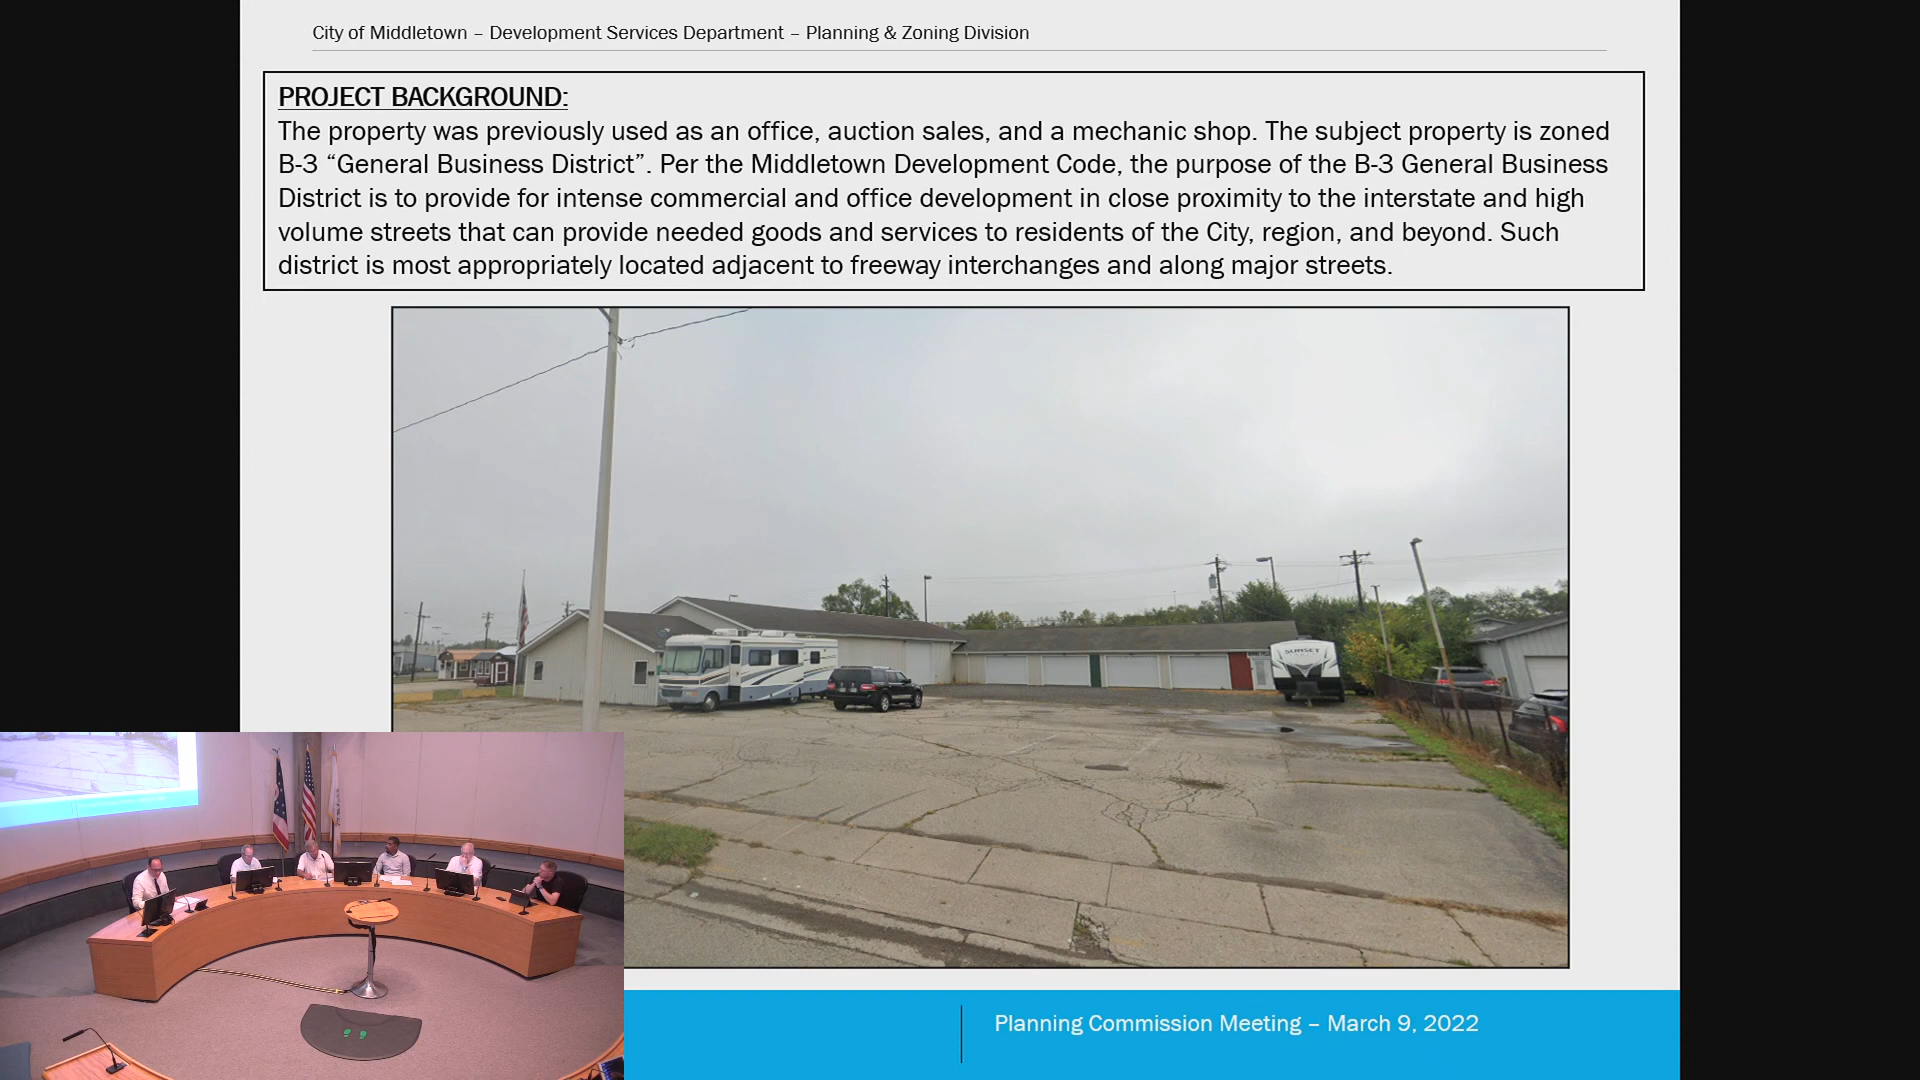 City of Middletown – Development Services Department – Planning & Zoning Division
PROJECT BACKGROUND:
The property was previously used as an office, auction sales, and a mechanic shop. The subject property is zoned
B-3 “General Business District”. Per the Middletown Development Code, the purpose of the B-3 General Business
District is to provide for intense commercial and office development in close proximity to the interstate and high
volume streets that can provide needed goods and services to residents of the City, region, and beyond. Such
district is most appropriately located adjacent to freeway interchanges and along major streets.
SUNSET
Planning Commission Meeting – March 9, 2022